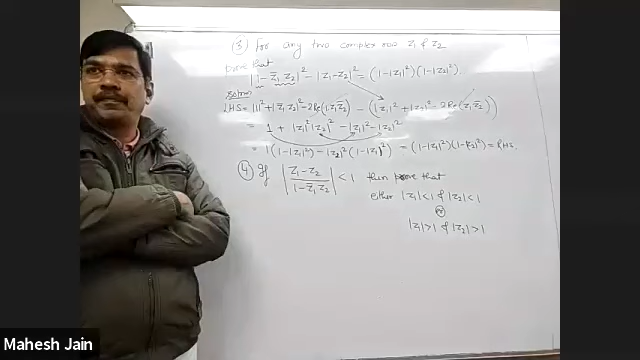 ③ For any two complex nos z₁ & z₂
prove that
|1 - z̄₁ z₂|² - |z₁ - z₂|² = (1-|z₁|²)(1-|z₂|²).
Soln
LHS = |1|² + |z̄₁ z₂|² - 2Re(1·z₁z̄₂) - (|z₁|² + |z₂|² - 2Re(z₁z̄₂))
= 1 + |z₁|²|z₂|² - |z₁|² - |z₂|²
= 1(1-|z₁|²) - |z₂|²(1-|z₁|²) = (1-|z₁|²)(1-|z₂|²) = RHS.
④ If |(z₁ - z₂)/(1 - z̄₁ z₂)| < 1 then prove that
either |z₁| < 1 & |z₂| < 1
or
|z₁| > 1 & |z₂| > 1
Mahesh Jain